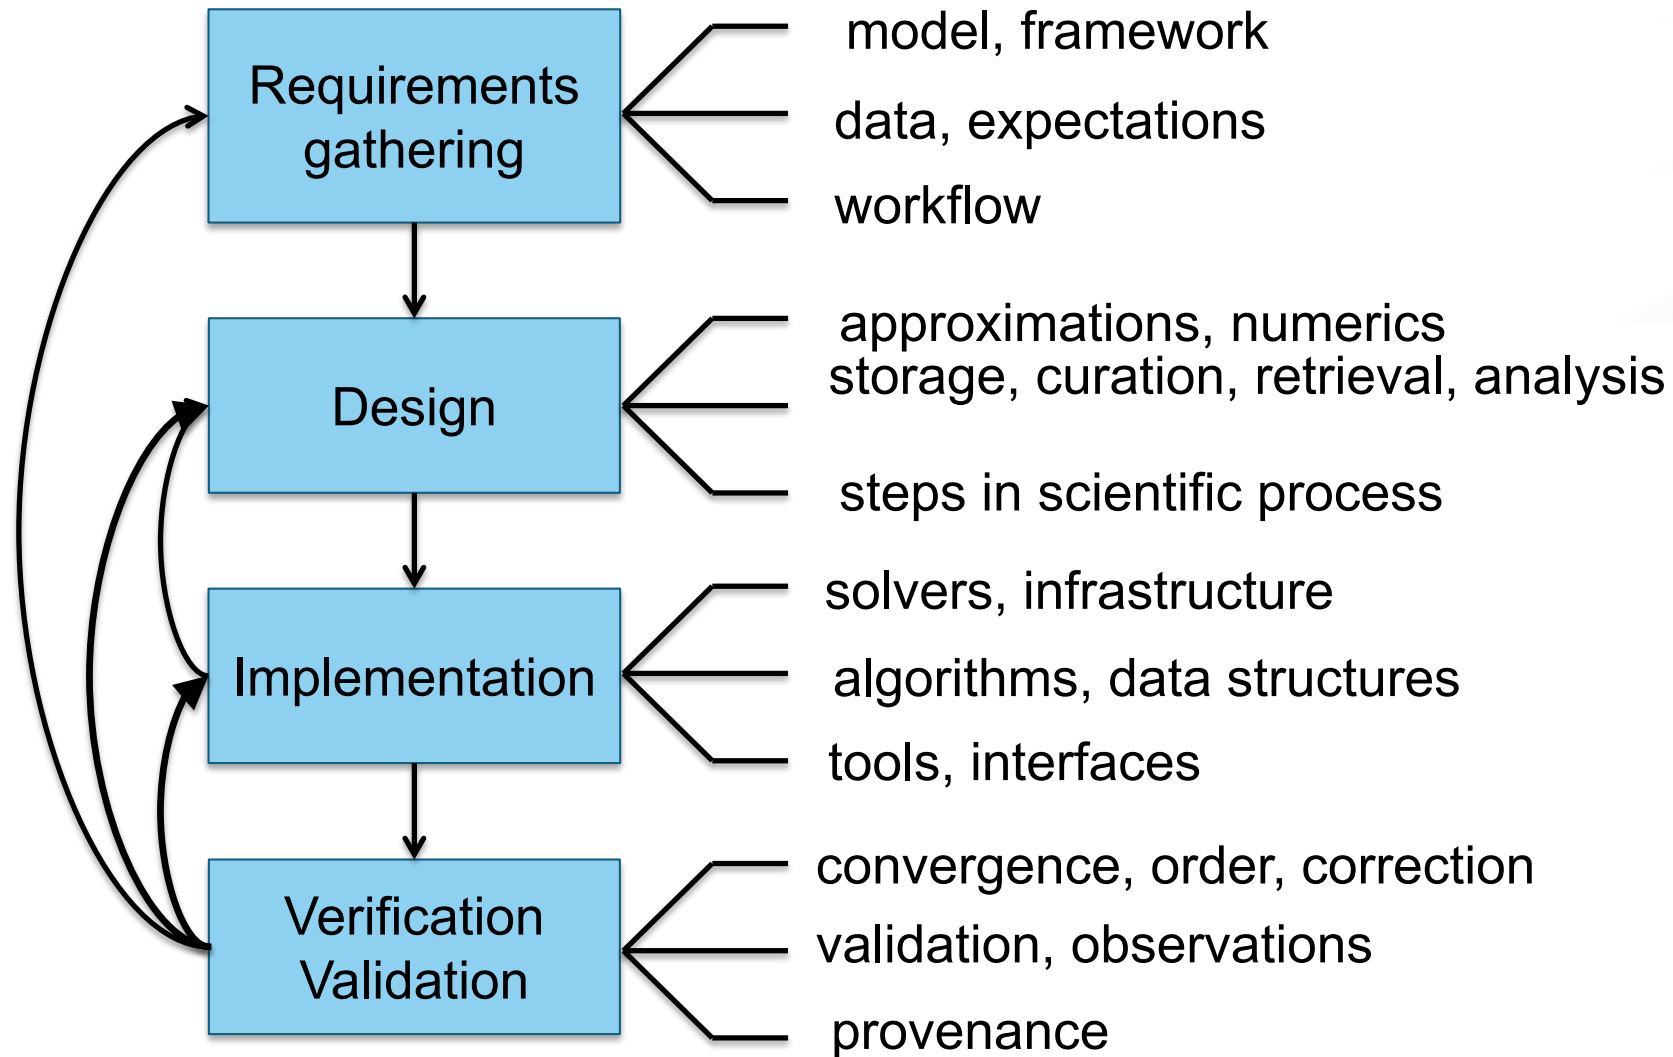 Requirements
gathering
model, framework
data, expectations
workflow
Design
approximations, numerics
storage, curation, retrieval, analysis
steps in scientific process
Implementation
solvers, infrastructure
algorithms, data structures
tools, interfaces
Verification
Validation
convergence, order, correction
validation, observations
provenance